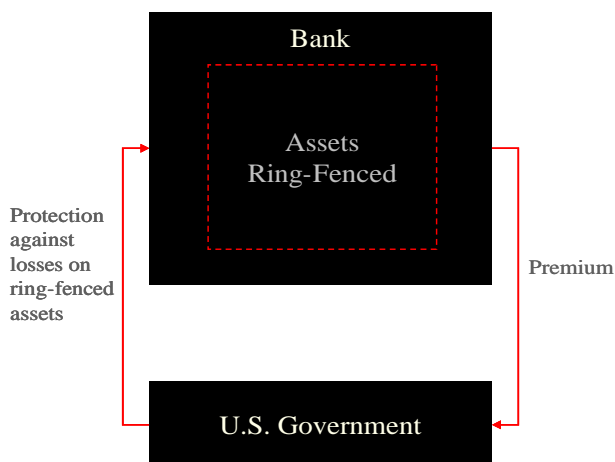 Bank
Assets
Ring-Fenced
Protection
against
losses on
ring-fenced
assets
Premium
U.S. Government